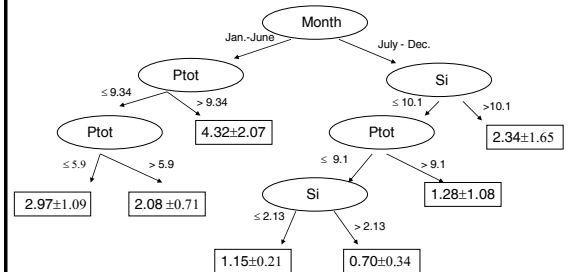 Month
Jan.-June
July - Dec.
Ptot
Si
≤ 9.34
> 9.34
≤ 10.1
>10.1
Ptot
4.32±2.07
Ptot
2.34±1.65
≤ 5.9
> 5.9
≤ 9.1
> 9.1
2.97±1.09
2.08 ±0.71
Si
1.28±1.08
≤ 2.13
> 2.13
1.15±0.21
0.70±0.34